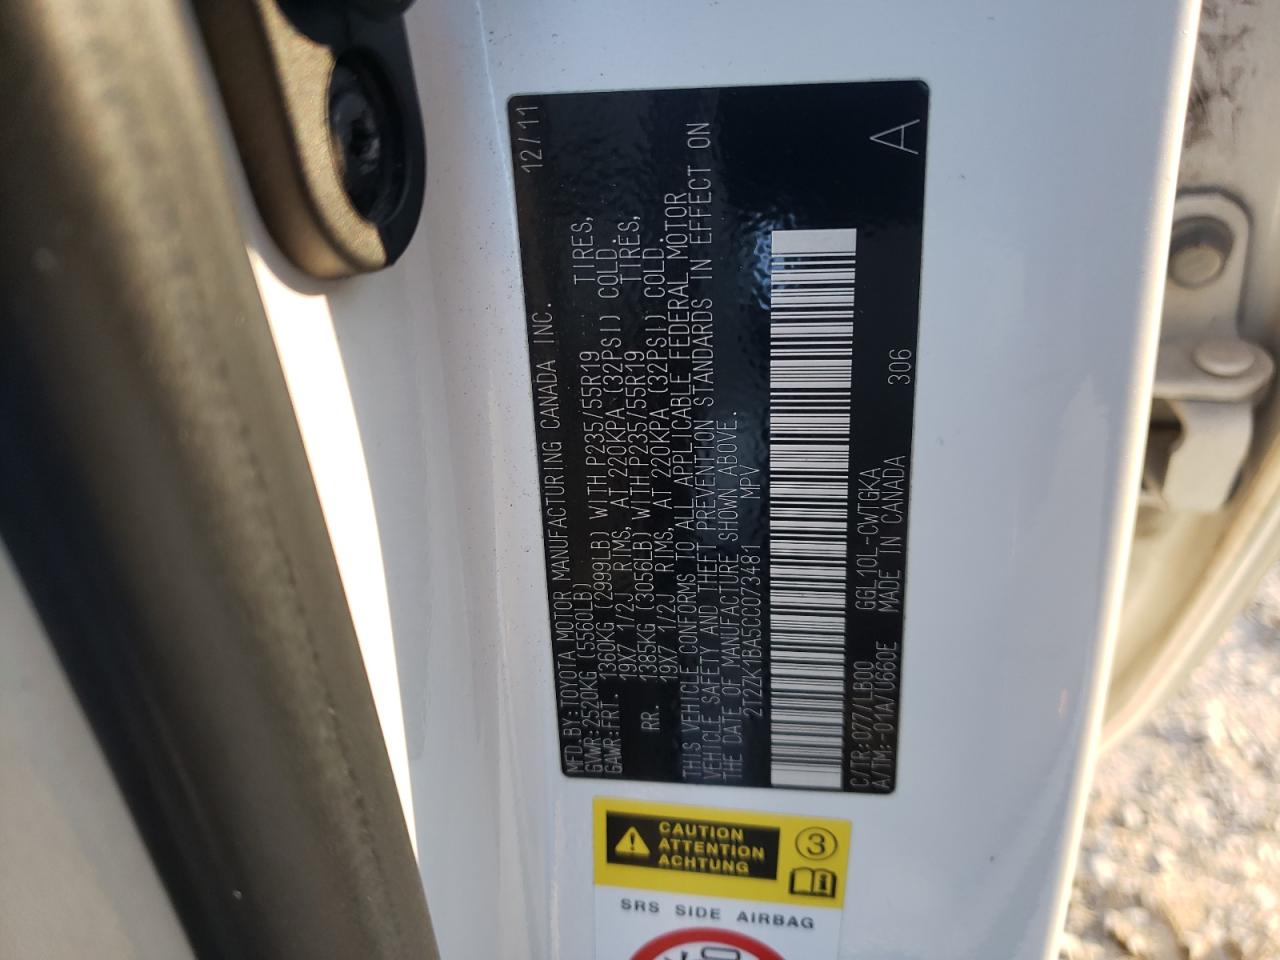 MFD.BY:TOYOTA MOTOR MANUFACTURING CANADA INC. 12/11
GVWR:2520KG (5560LB)
GAWR:FRT. 1360KG (2999LB) WITH P235/55R19 TIRES,
19X7 1/2J RIMS, AT 220KPA (32PSI) COLD.
RR. 1385KG (3056LB) WITH P235/55R19 TIRES,
19X7 1/2J RIMS, AT 220KPA (32PSI) COLD.
THIS VEHICLE CONFORMS TO ALL APPLICABLE FEDERAL MOTOR
VEHICLE SAFETY AND THEFT PREVENTION STANDARDS IN EFFECT ON
THE DATE OF MANUFACTURE SHOWN ABOVE.
2T2ZK1BA5CC073481 MPV
C/TR:077/LB00 GGL10L-CWTGKA
A/TM:-01A/U660E MADE IN CANADA 306 A
CAUTION
ATTENTION
ACHTUNG
3
SRS SIDE AIRBAG